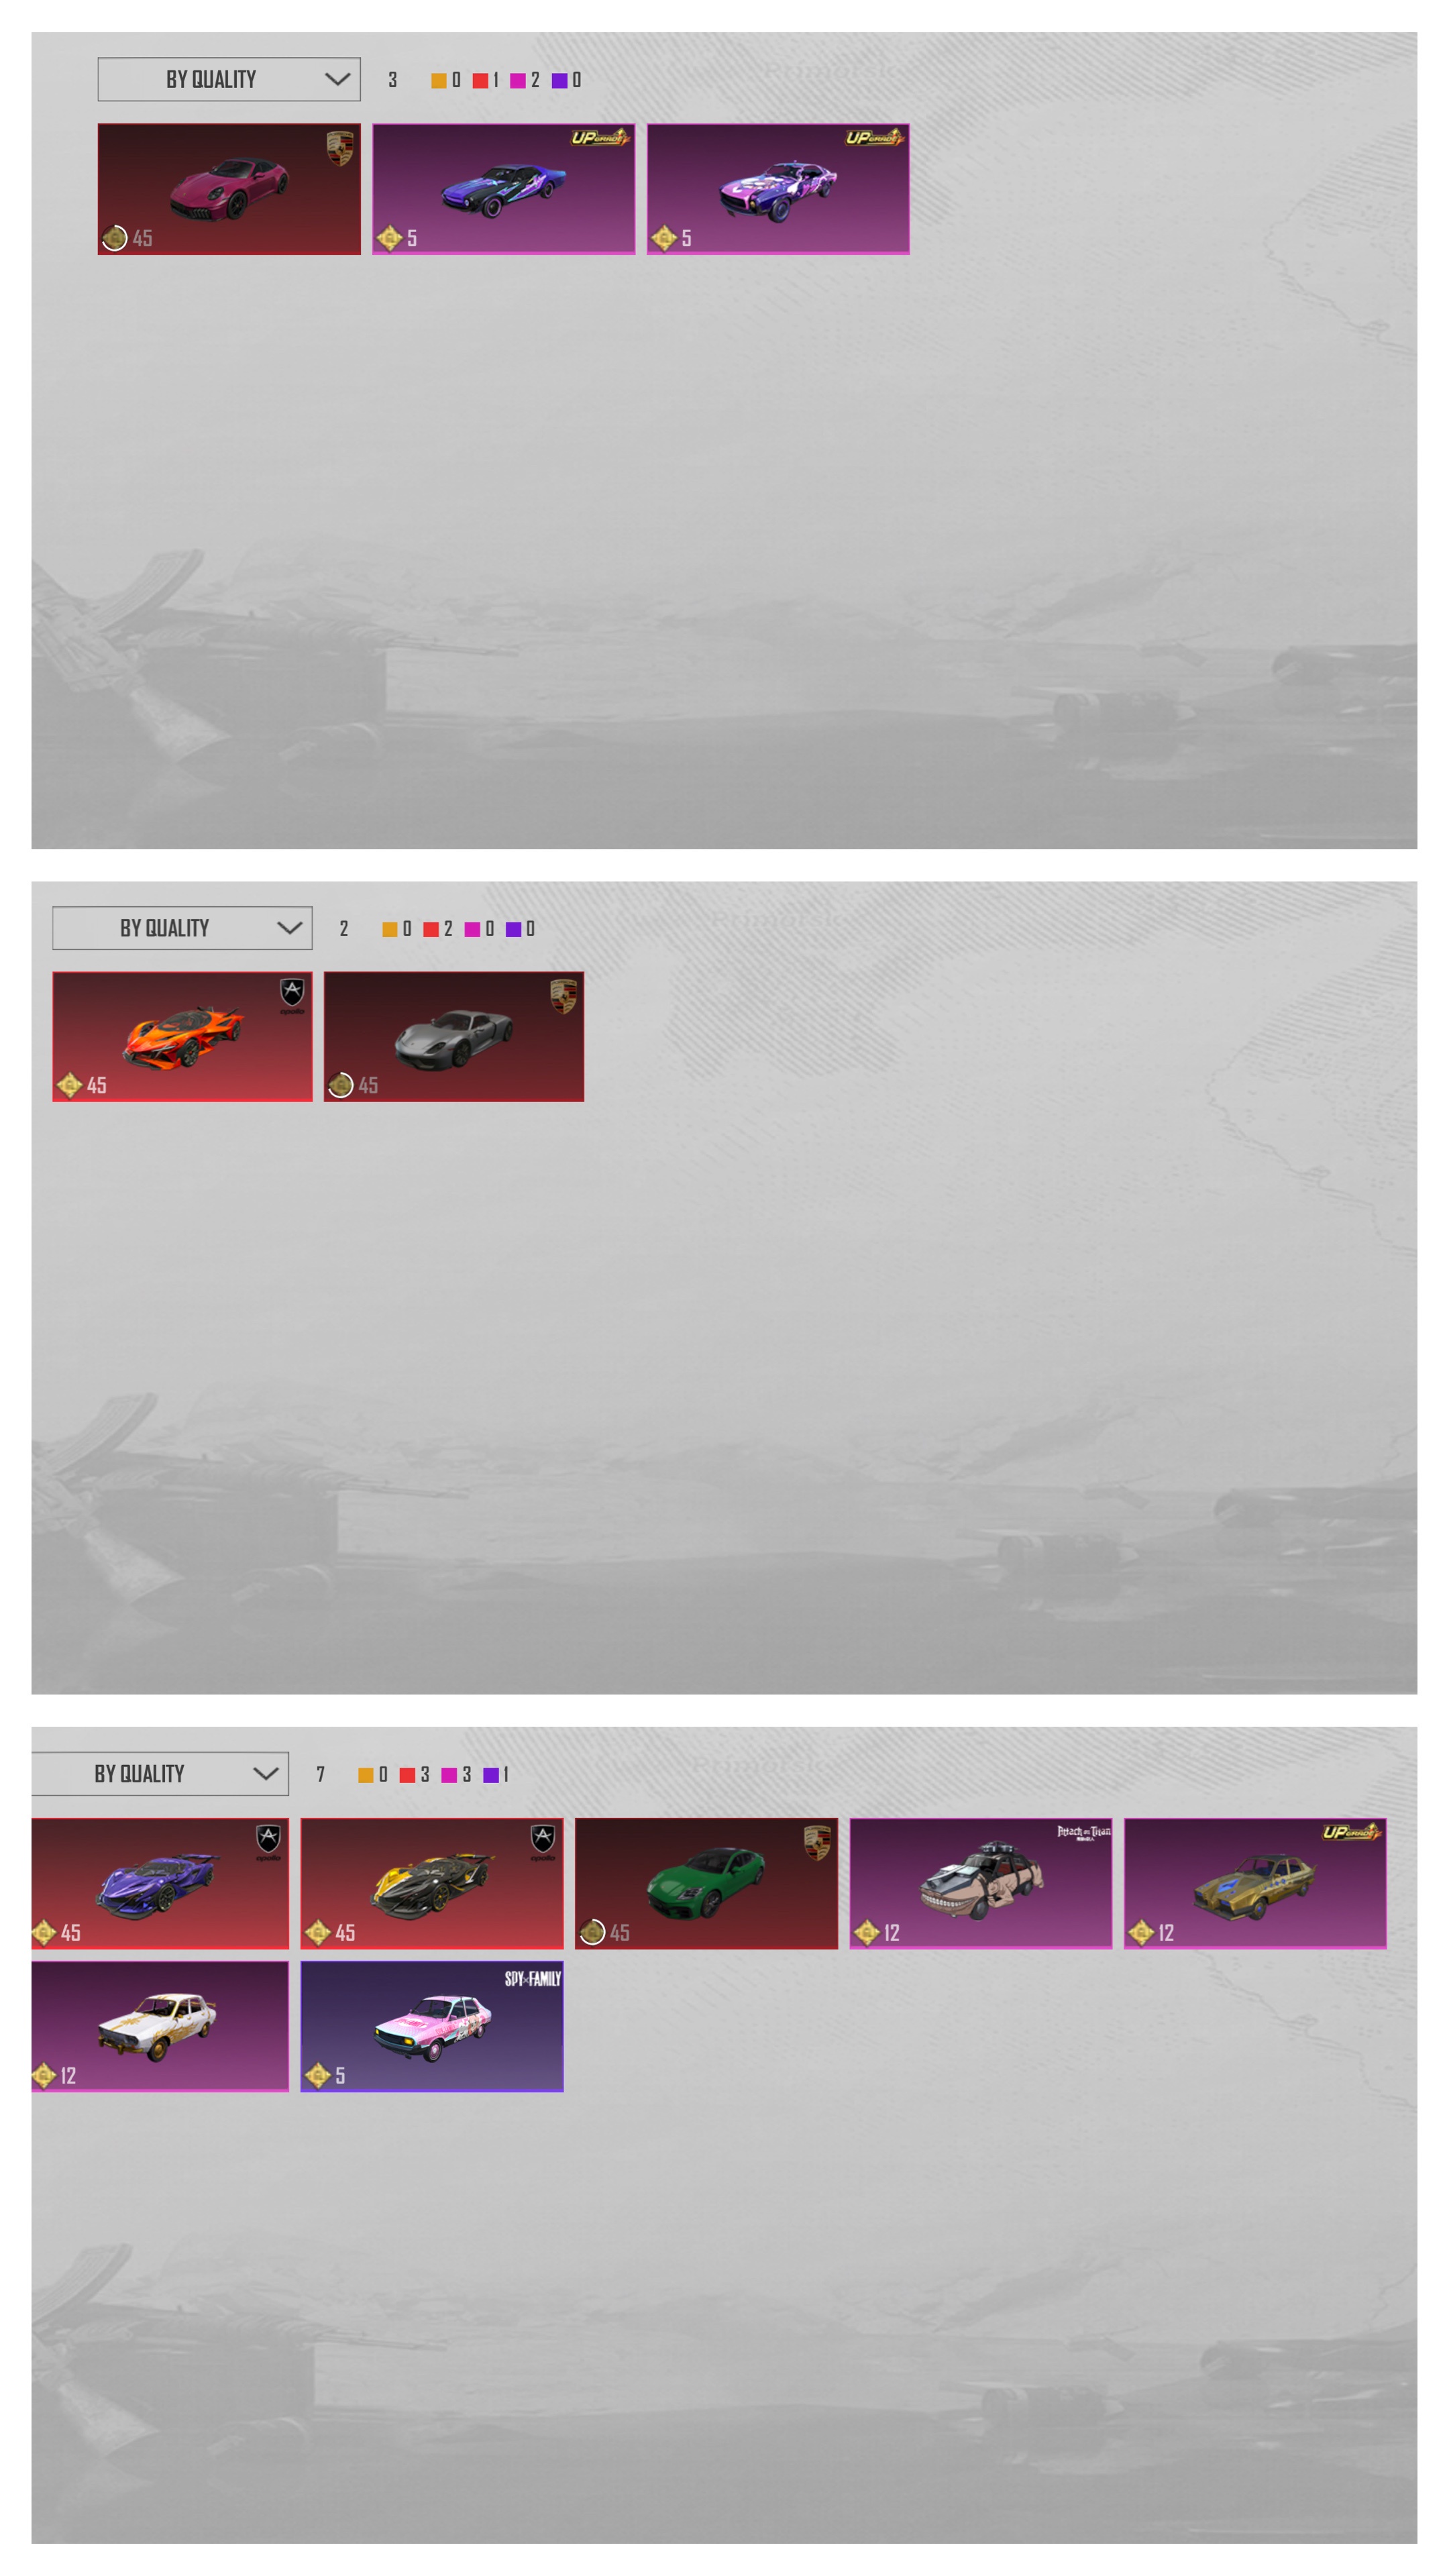 BY QUALITY 3 0 1 2 0
UPGRADE UPGRADE
45 5 5
BY QUALITY 2 0 2 0 0
apollo
45 45
BY QUALITY 7 0 3 3 1
apollo apollo Attack on Titan UPGRADE
45 45 45 12 12
SPY×FAMILY
12 5